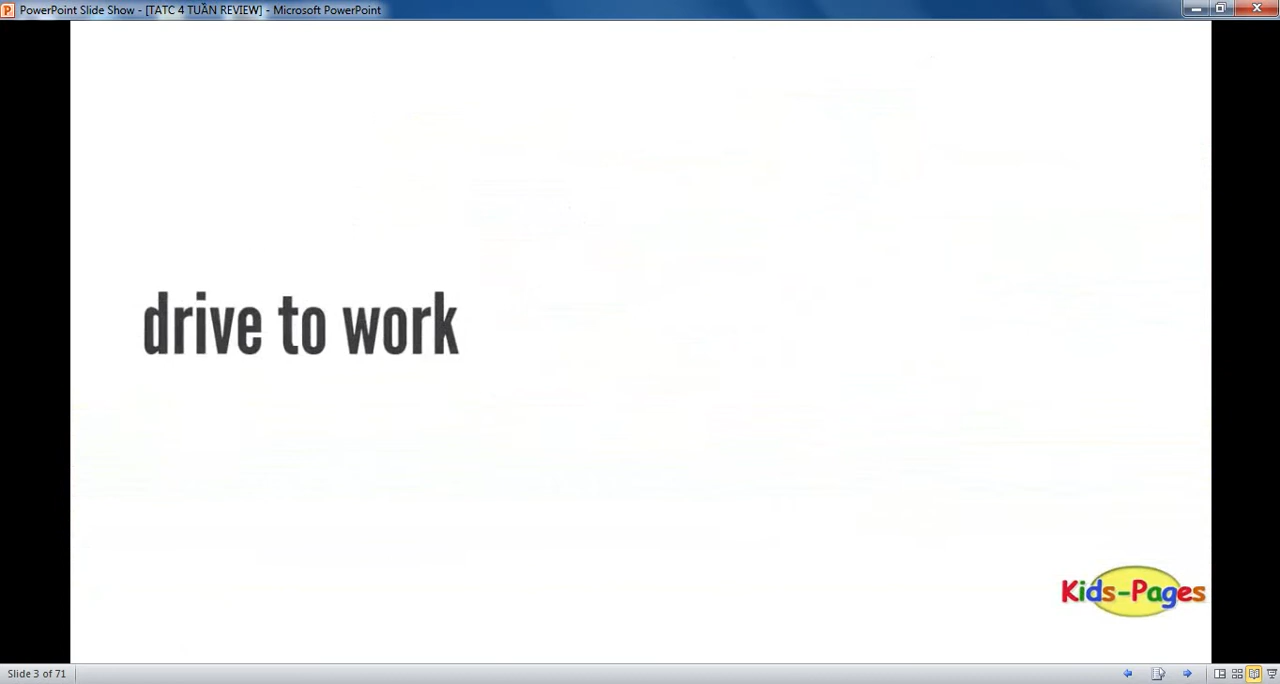 PowerPoint Slide Show - [TATC 4 TUẦN REVIEW] - Microsoft PowerPoint
drive to work
Kids-Pages
Slide 3 of 71